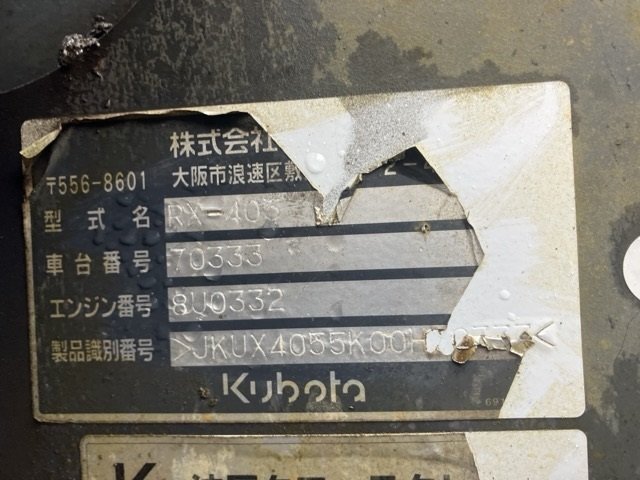 株式会社
〒556-8601 大阪市浪速区敷
型式名 RX-405
車台番号 70333
エンジン番号 8U0332
製品識別番号 >JKUX4055K00H
Kubota